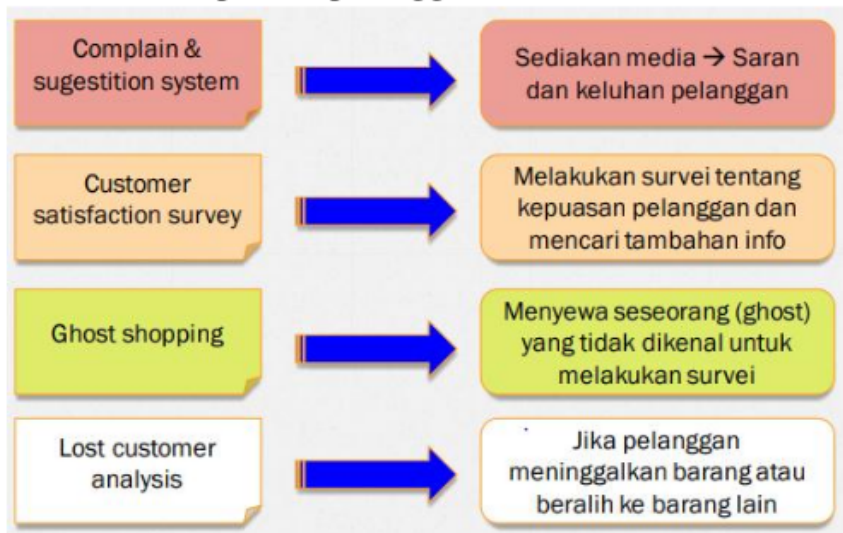 Complain &
sugestition system
Sediakan media → Saran
dan keluhan pelanggan
Customer
satisfaction survey
Melakukan survei tentang
kepuasan pelanggan dan
mencari tambahan info
Ghost shopping
Menyewa seseorang (ghost)
yang tidak dikenal untuk
melakukan survei
Lost customer
analysis
Jika pelanggan
meninggalkan barang atau
beralih ke barang lain